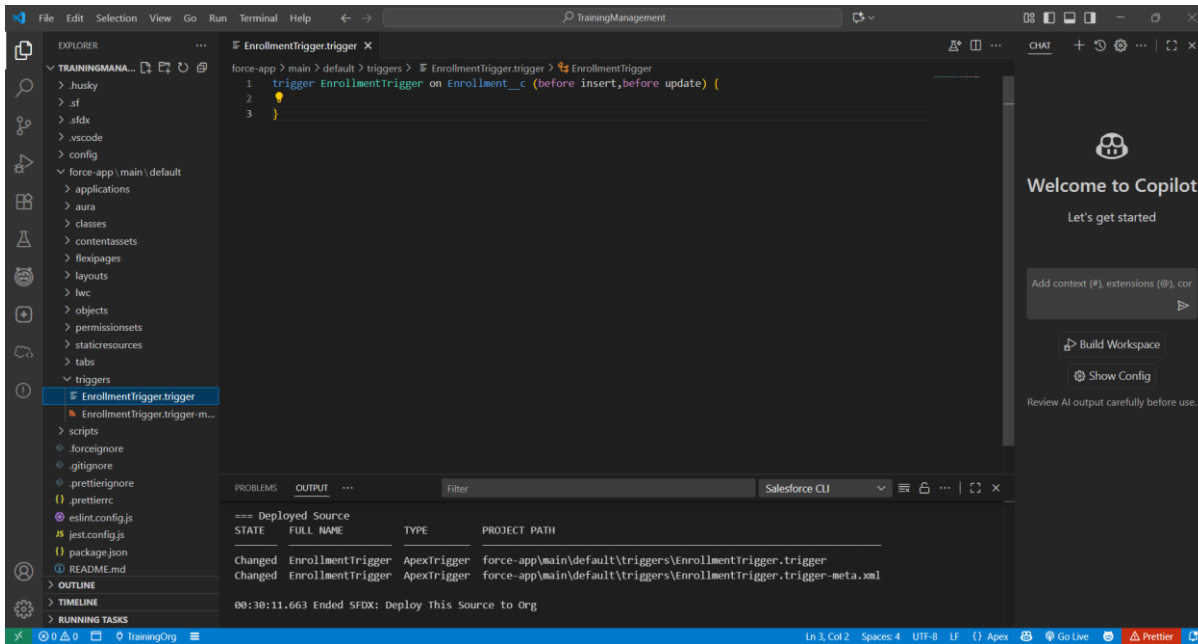 File Edit Selection View Go Run Terminal Help
TrainingManagement
EXPLORER
TRAININGMANA...
.husky
.sf
.sfdx
.vscode
config
force-app \ main \ default
applications
aura
classes
contentassets
flexipages
layouts
lwc
objects
permissionsets
staticresources
tabs
triggers
EnrollmentTrigger.trigger
EnrollmentTrigger.trigger-m...
scripts
.forceignore
.gitignore
.prettierignore
.prettierrc
eslint.config.js
jest.config.js
package.json
README.md
OUTLINE
TIMELINE
RUNNING TASKS
EnrollmentTrigger.trigger
force-app > main > default > triggers > EnrollmentTrigger.trigger > EnrollmentTrigger
1 trigger EnrollmentTrigger on Enrollment__c (before insert,before update) {
2
3 }
PROBLEMS OUTPUT ... Filter Salesforce CLI
=== Deployed Source
STATE FULL NAME TYPE PROJECT PATH
Changed EnrollmentTrigger ApexTrigger force-app\main\default\triggers\EnrollmentTrigger.trigger
Changed EnrollmentTrigger ApexTrigger force-app\main\default\triggers\EnrollmentTrigger.trigger-meta.xml
00:30:11.663 Ended SFDX: Deploy This Source to Org
CHAT
Welcome to Copilot
Let's get started
Add context (#), extensions (@), cor
Build Workspace
Show Config
Review AI output carefully before use.
0 0 TrainingOrg
Ln 3, Col 2 Spaces: 4 UTF-8 LF {} Apex Go Live Prettier